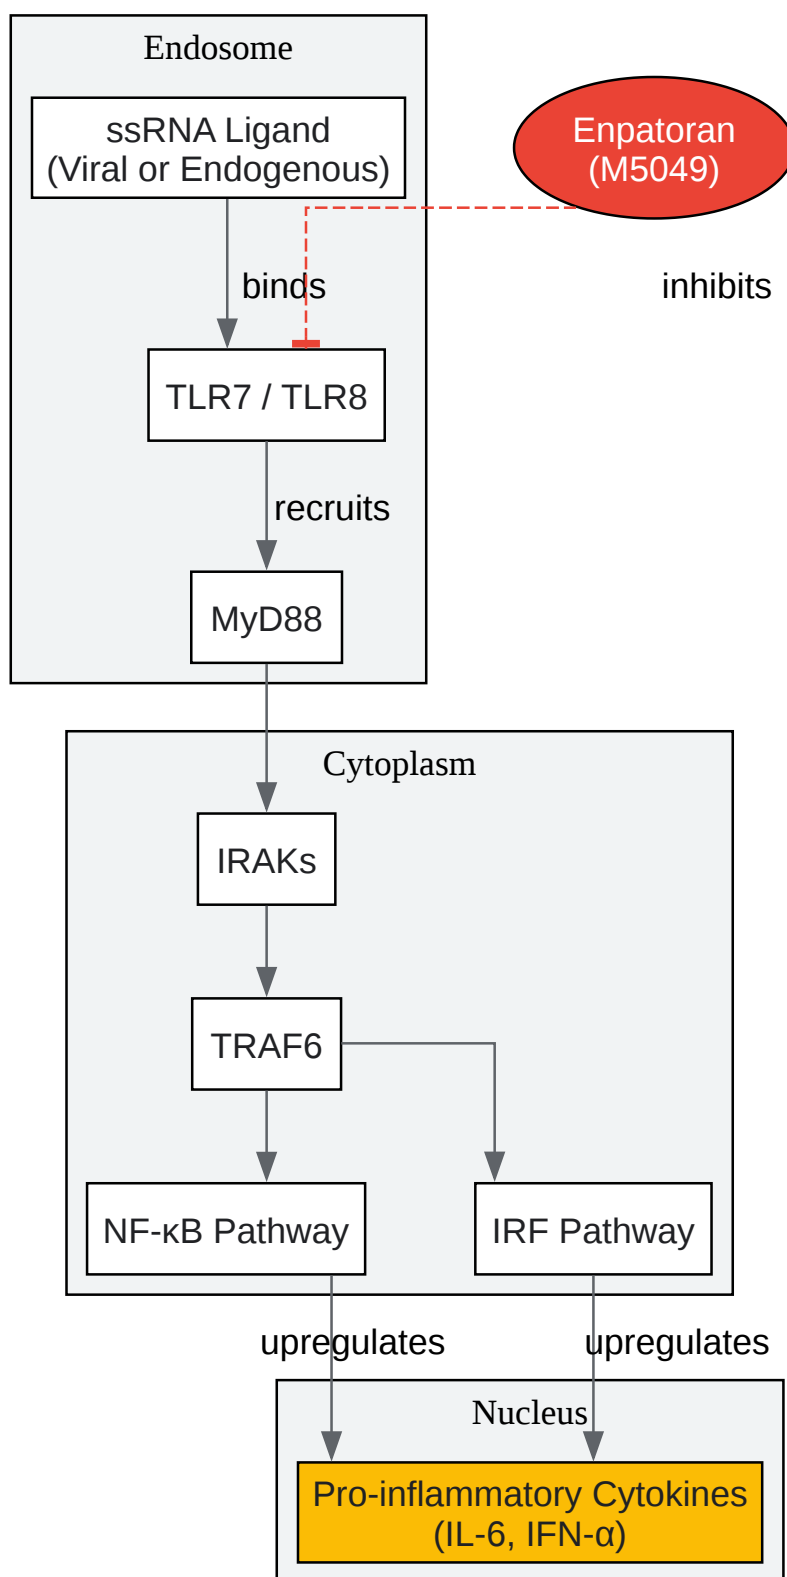 Endosome
ssRNA Ligand
(Viral or Endogenous)
Enpatoran
(M5049)
binds
inhibits
TLR7 / TLR8
recruits
MyD88
Cytoplasm
IRAKs
TRAF6
NF-κB Pathway
IRF Pathway
upregulates
upregulates
Nucleus
Pro-inflammatory Cytokines
(IL-6, IFN-α)